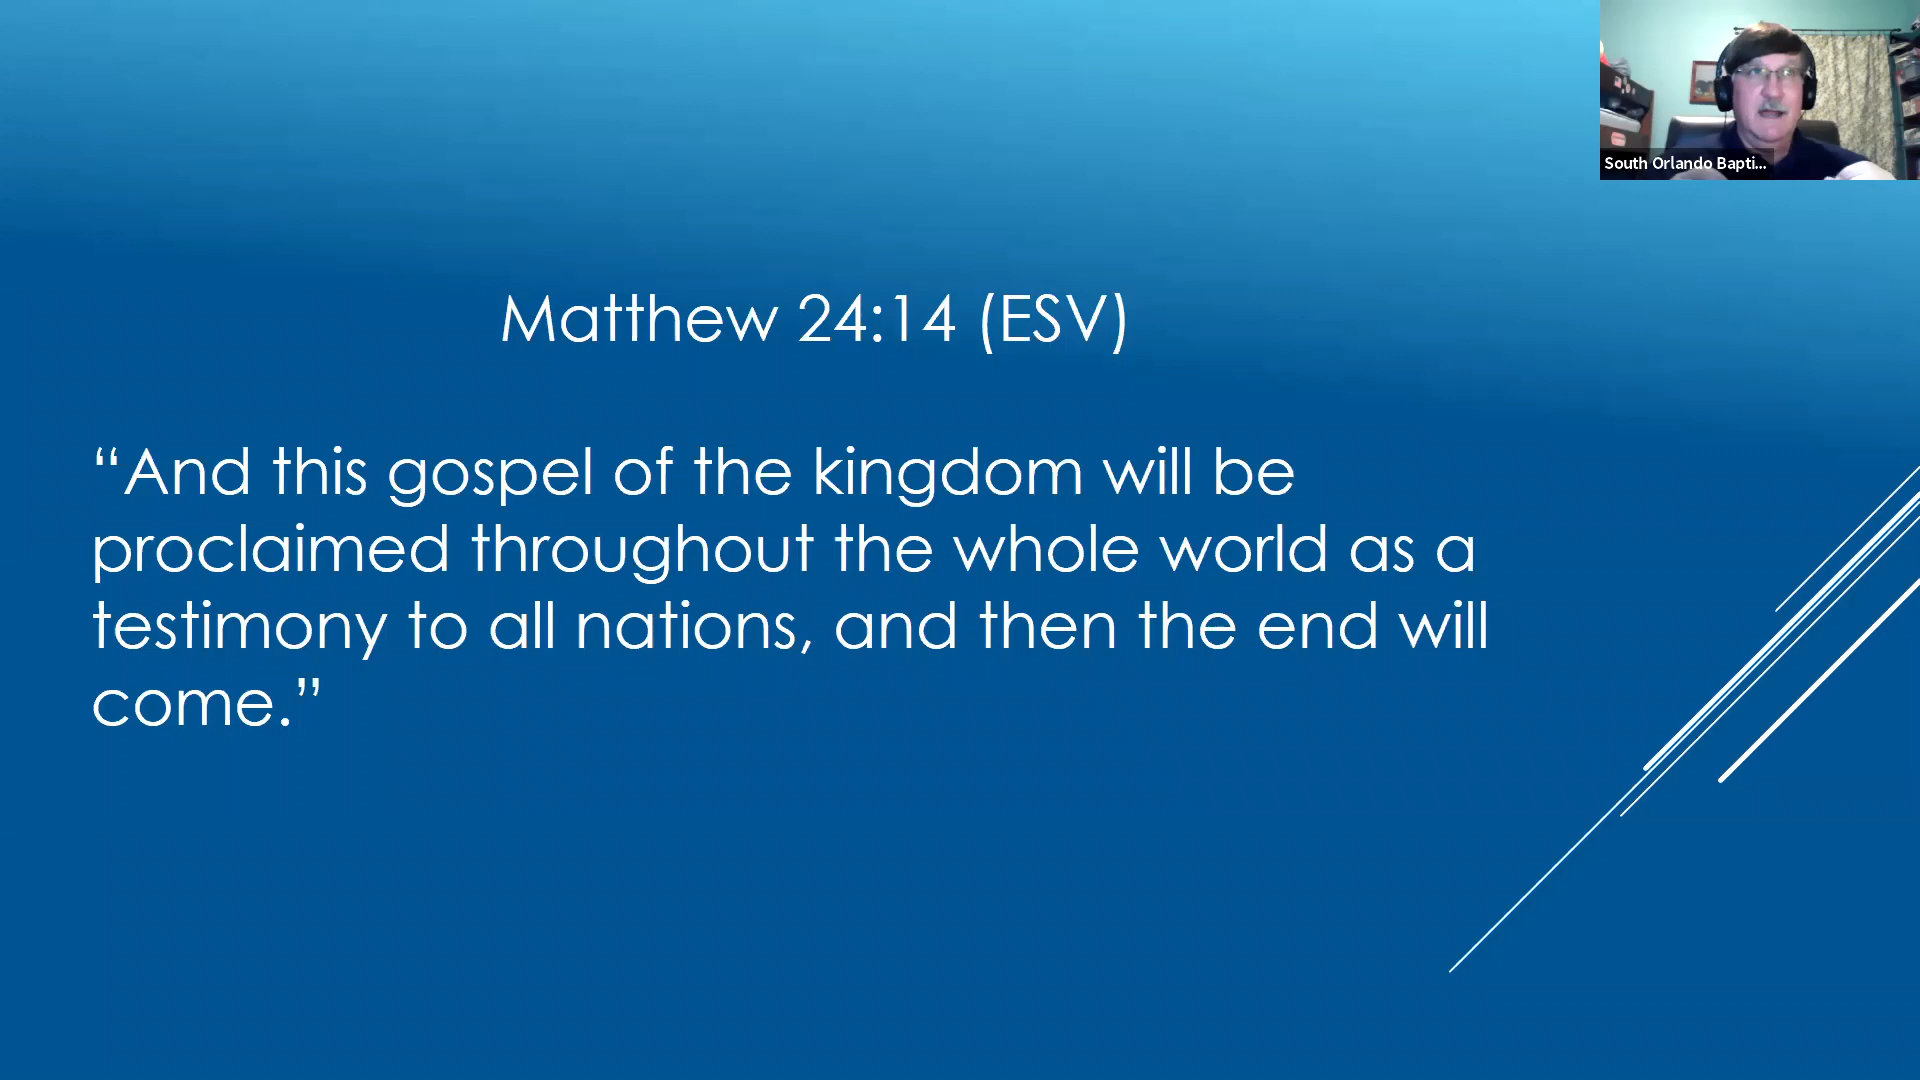 South Orlando Bapti...
Matthew 24:14 (ESV)
“And this gospel of the kingdom will be
proclaimed throughout the whole world as a
testimony to all nations, and then the end will
come.”